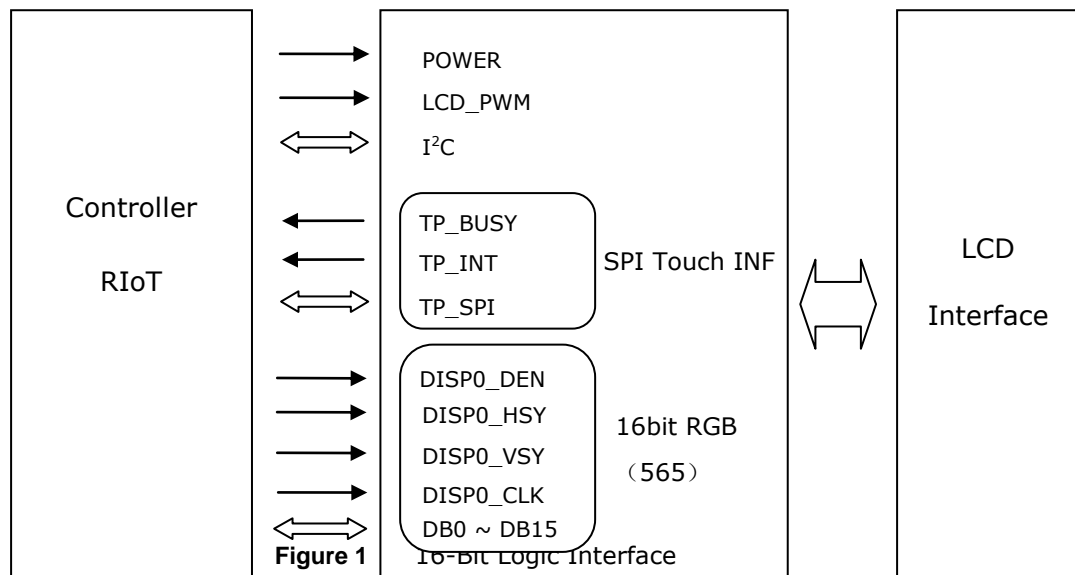 POWER
LCD_PWM
I²C
Controller
RIoT
TP_BUSY
TP_INT
TP_SPI
SPI Touch INF
LCD
Interface
DISP0_DEN
DISP0_HSY
DISP0_VSY
DISP0_CLK
DB0 ~ DB15
16bit RGB
（565）
Figure 1 16-Bit Logic Interface